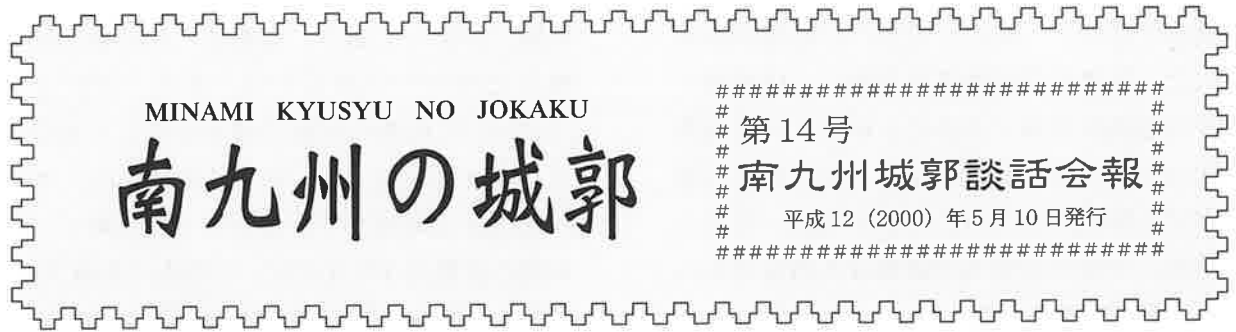 MINAMI KYUSYU NO JOKAKU
南九州の城郭
第14号
南九州城郭談話会報
平成12（2000）年5月10日発行